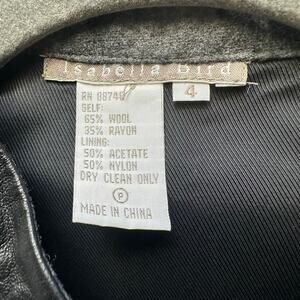 Isabella Bird
4
RN 88746
SELF:
65% WOOL
35% RAYON
LINING:
50% ACETATE
50% NYLON
DRY CLEAN ONLY
P
MADE IN CHINA